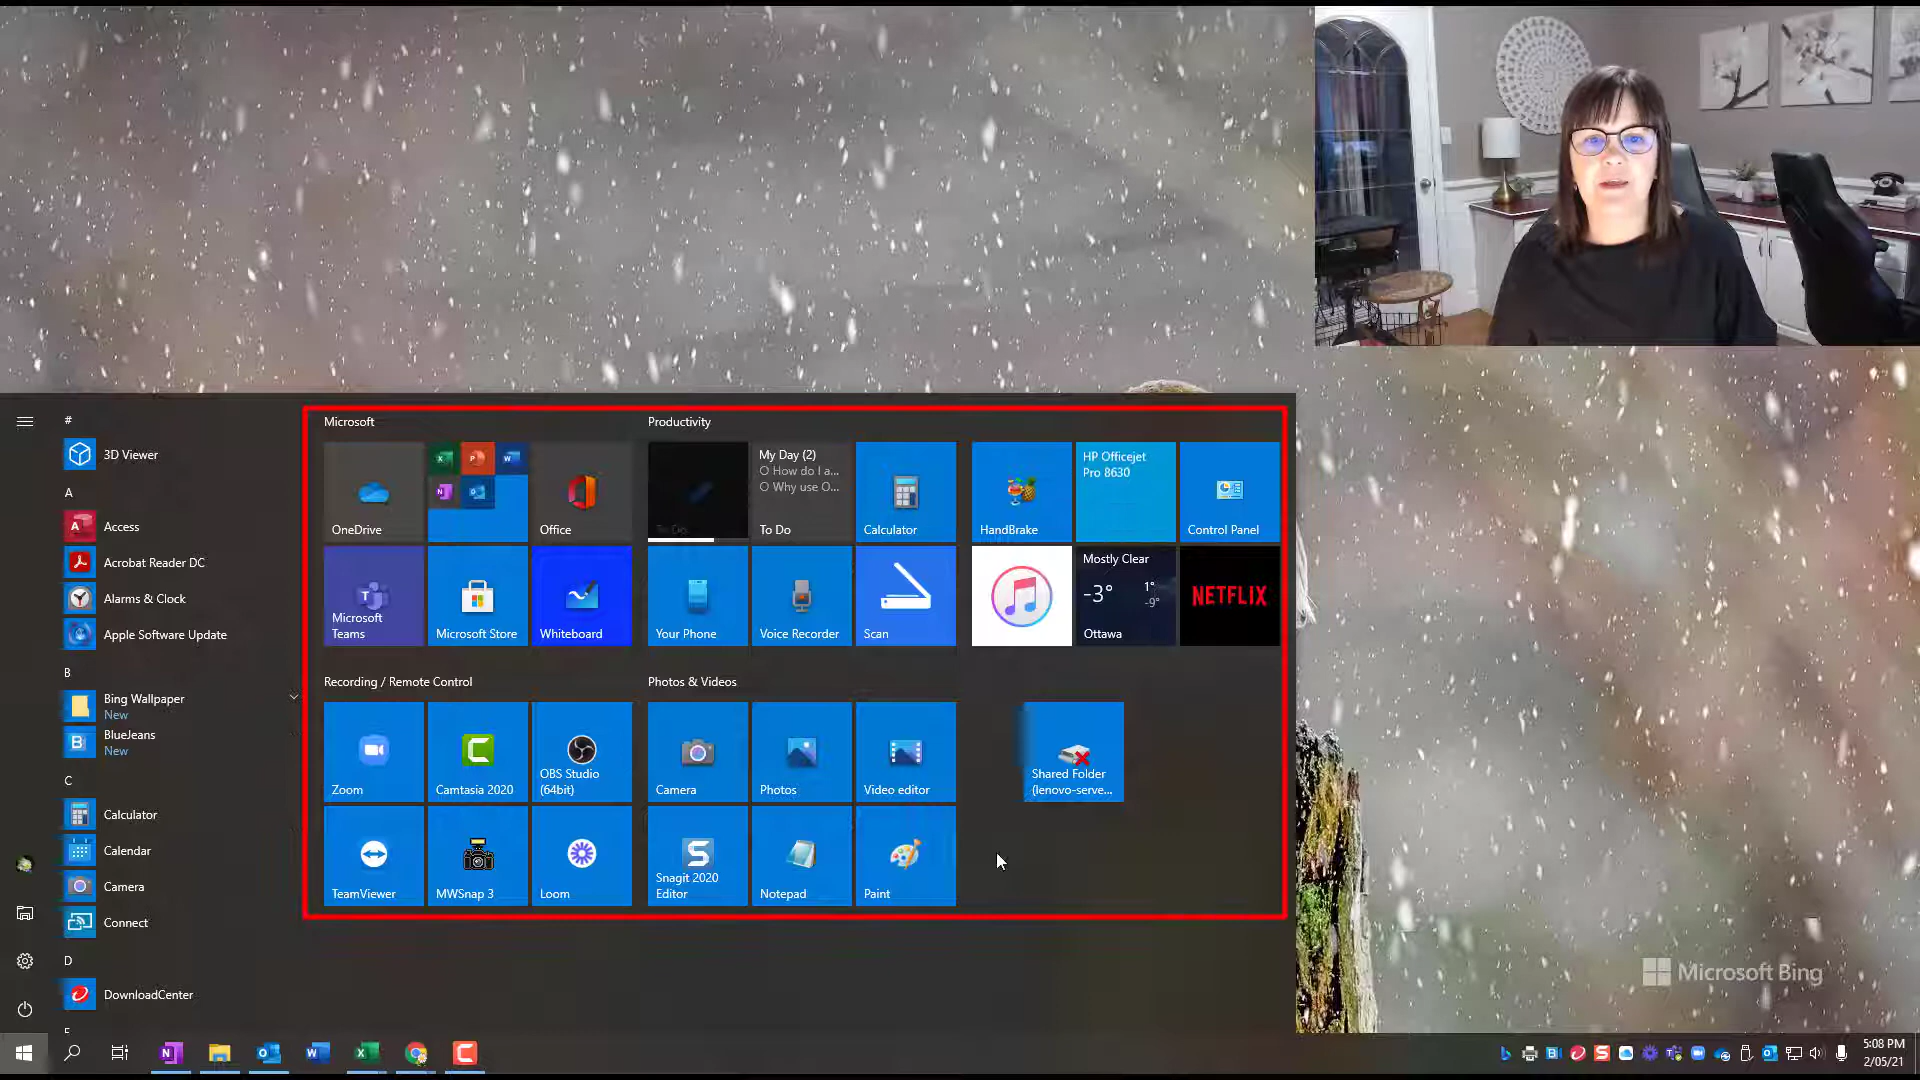 #
3D Viewer
A
Access
Acrobat Reader DC
Alarms & Clock
Apple Software Update
B
Bing Wallpaper
New
BlueJeans
New
C
Calculator
Calendar
Camera
Connect
D
DownloadCenter
Microsoft
OneDrive
Office
Microsoft
Teams
Microsoft Store
Whiteboard
Productivity
To Do
My Day (2)
O How do I a...
O Why use O...
To Do
Calculator
Your Phone
Voice Recorder
Scan
HandBrake
HP Officejet
Pro 8630
Control Panel
Mostly Clear
-3°
1°
-9°
Ottawa
NETFLIX
Recording / Remote Control
Zoom
Camtasia 2020
OBS Studio
(64bit)
TeamViewer
MWSnap 3
Loom
Photos & Videos
Camera
Photos
Video editor
Snagit 2020
Editor
Notepad
Paint
Shared Folder
(lenovo-serve...
Microsoft Bing
5:08 PM
2/05/21